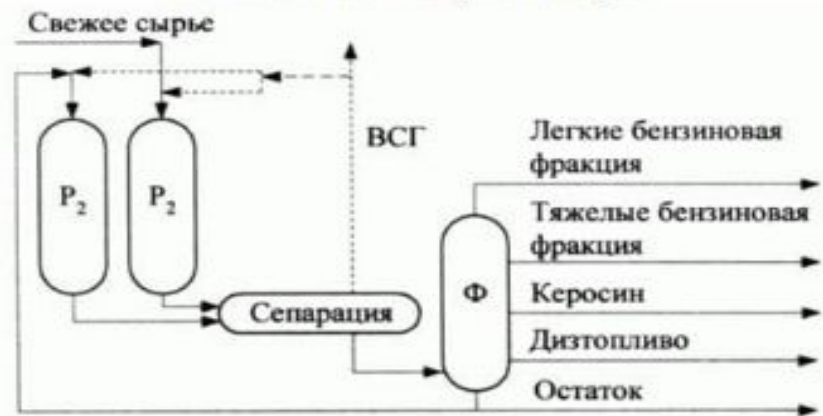 Свежее сырье
ВСГ
Легкие бензиновая
фракция
P₂
P₂
Тяжелые бензиновая
фракция
Ф
Керосин
Сепарация
Дизтопливо
Остаток